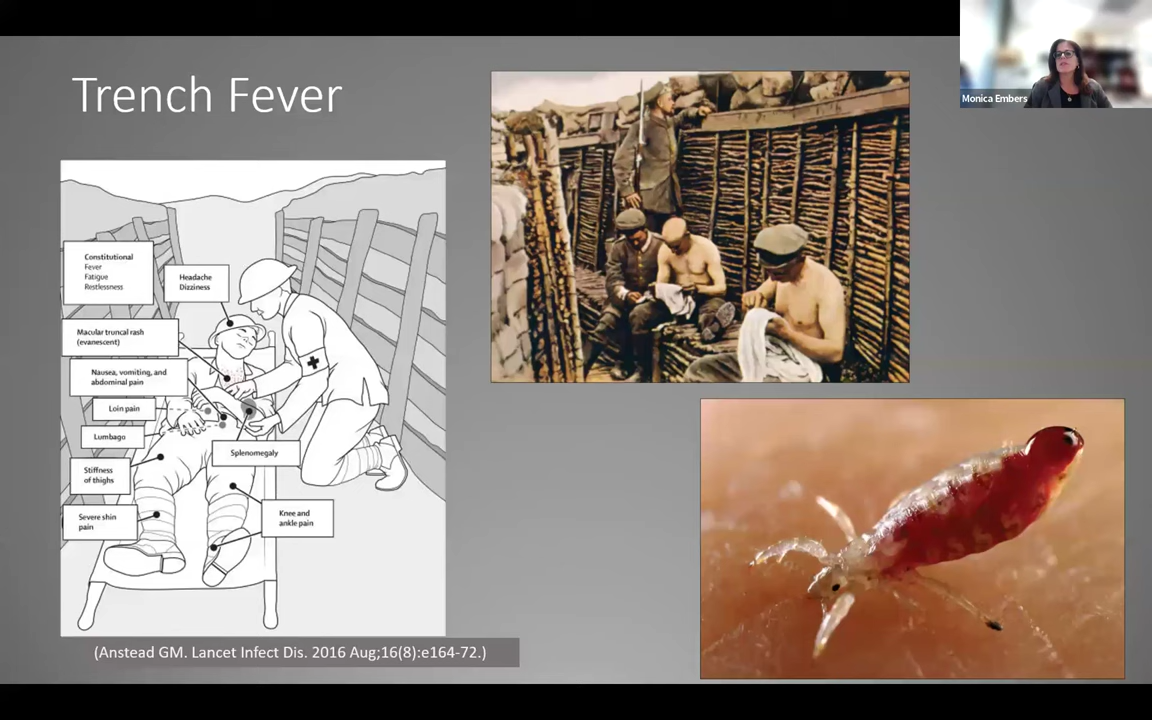 Trench Fever
Monica Embers
Constitutional
Fever
Fatigue
Restlessness
Headache
Dizziness
Macular truncal rash
(evanescent)
Nausea, vomiting, and
abdominal pain
Loin pain
Lumbago
Splenomegaly
Stiffness
of thighs
Severe shin
pain
Knee and
ankle pain
(Anstead GM. Lancet Infect Dis. 2016 Aug;16(8):e164-72.)